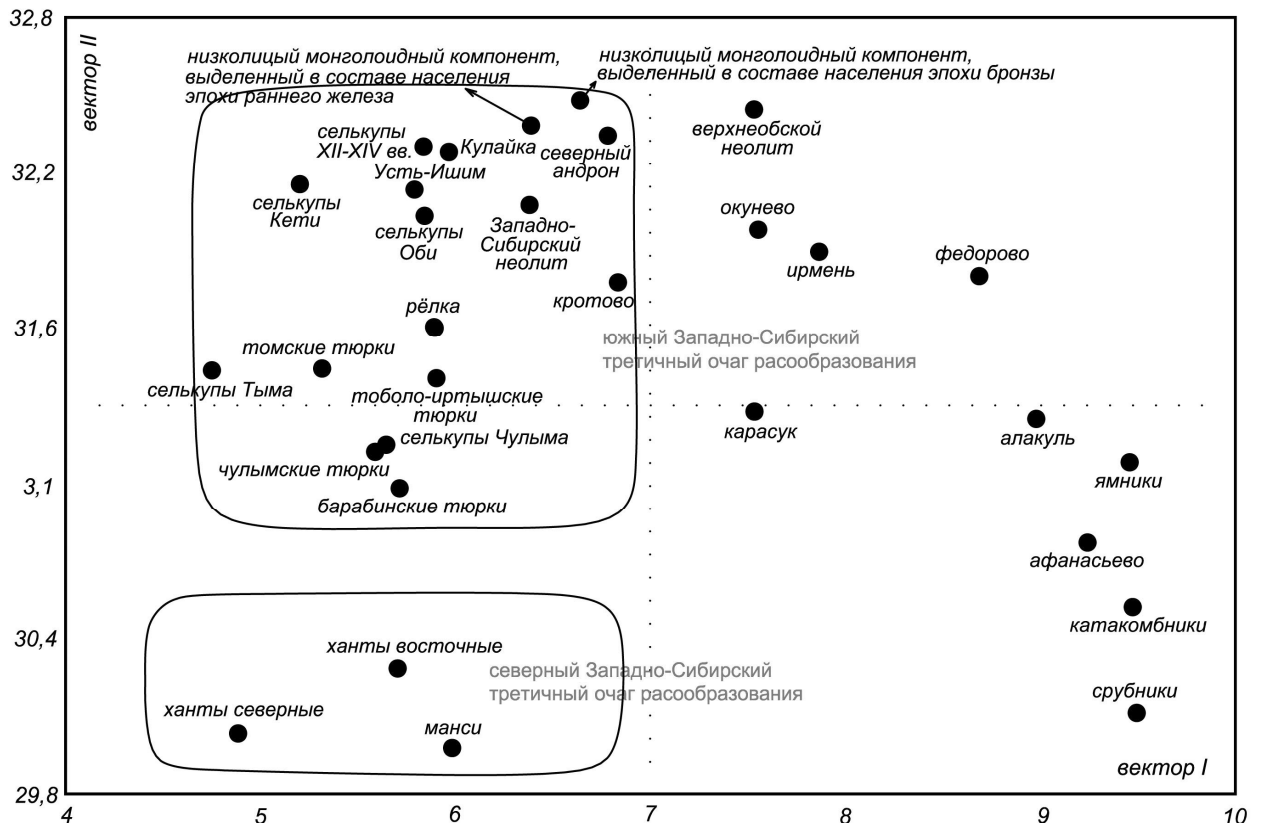 32,8
вектор II
низколицый монголоидный компонент,
выделенный в составе населения
эпохи раннего железа
низколицый монголоидный компонент,
выделенный в составе населения эпохи бронзы
верхнеобской
неолит
селькупы
XII-XIV вв.
Кулайка
северный
андрон
32,2
Усть-Ишим
селькупы
Кети
селькупы
Оби
Западно-
Сибирский
неолит
окунево
ирмень
федорово
кротово
рёлка
31,6
южный Западно-Сибирский
третичный очаг расообразования
томские тюрки
селькупы Тыма
тоболо-иртышские
тюрки
карасук
алакуль
селькупы Чулыма
чулымские тюрки
ямники
3,1
барабинские тюрки
афанасьево
катакомбники
30,4
ханты восточные
северный Западно-Сибирский
третичный очаг расообразования
срубники
ханты северные
манси
вектор I
29,8
4
5
6
7
8
9
10